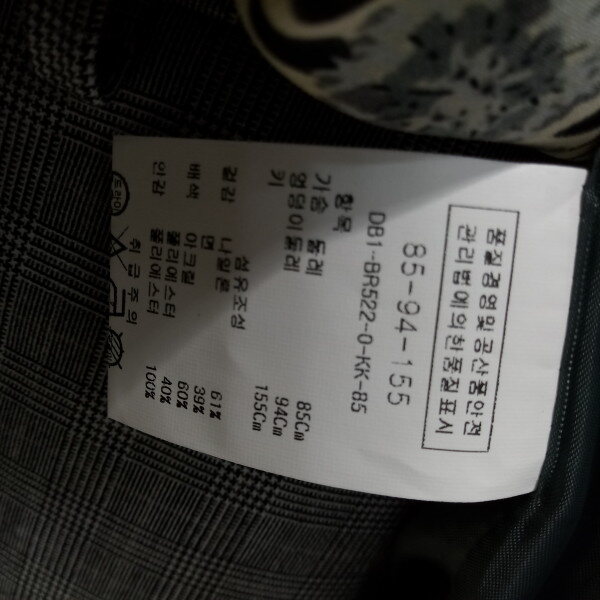 품질경영및공산품안전
관리법에의한품질표시
85-94-155
DB1-BR522-0-KK-85
항목
가슴 둘레 85Cm
엉덩이둘레 94Cm
키 155Cm
섬유조성
겉감 나일론 61%
면 39%
배색 아크릴 60%
폴리에스터 40%
안감 폴리에스터 100%
취급주의
드라이